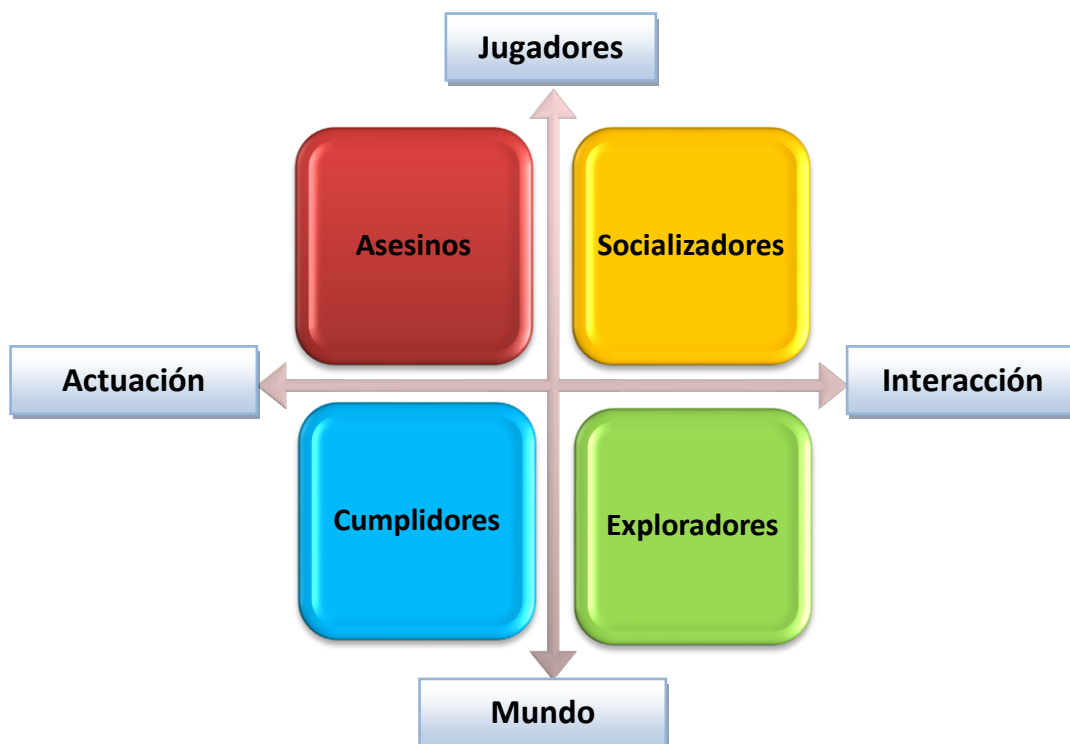 Jugadores
Asesinos
Socializadores
Actuación
Interacción
Cumplidores
Exploradores
Mundo